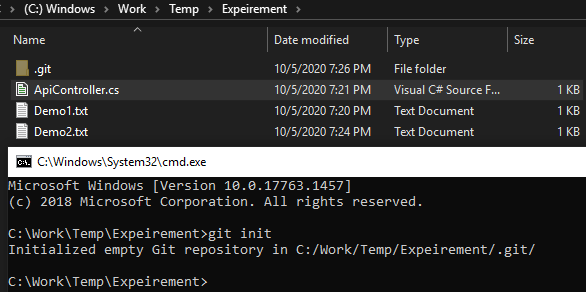 (C:) Windows > Work > Temp > Expeirement >
Name Date modified Type Size
.git 10/5/2020 7:26 PM File folder
ApiController.cs 10/5/2020 7:21 PM Visual C# Source F... 1 KB
Demo1.txt 10/5/2020 7:20 PM Text Document 1 KB
Demo2.txt 10/5/2020 7:24 PM Text Document 1 KB
C:\Windows\System32\cmd.exe
Microsoft Windows [Version 10.0.17763.1457]
(c) 2018 Microsoft Corporation. All rights reserved.
C:\Work\Temp\Expeirement>git init
Initialized empty Git repository in C:/Work/Temp/Expeirement/.git/
C:\Work\Temp\Expeirement>